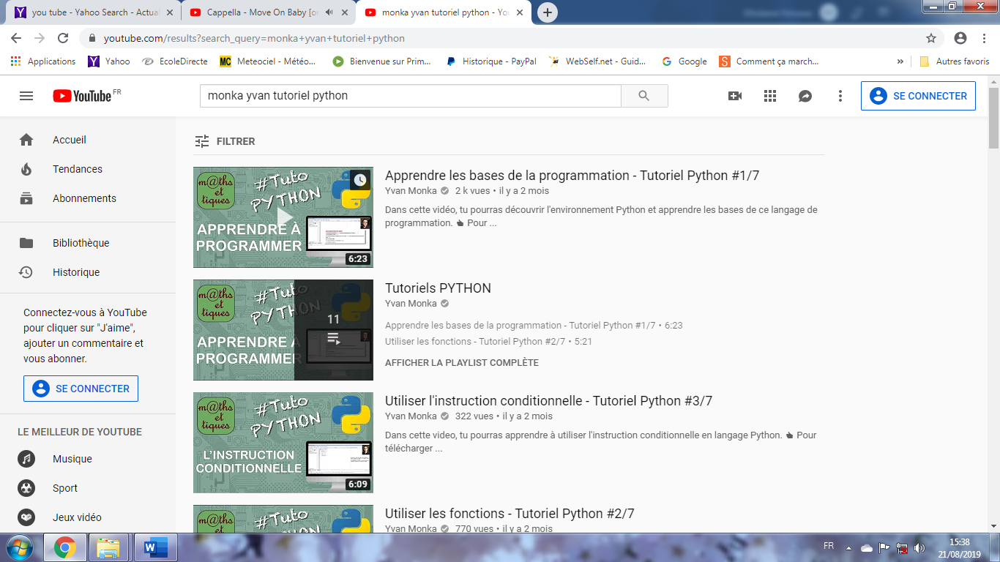 you tube - Yahoo Search - Actual
Cappella - Move On Baby [o
monka yvan tutoriel python - Yo
youtube.com/results?search_query=monka+yvan+tutoriel+python
Applications
Yahoo
EcoleDirecte
MC Meteociel - Météo...
Bienvenue sur Prim...
Historique - PayPal
WebSelf.net - Guid...
Google
Comment ça march...
»
Autres favoris
YouTube FR
monka yvan tutoriel python
SE CONNECTER
Accueil
Tendances
Abonnements
Bibliothèque
Historique
Connectez-vous à YouTube
pour cliquer sur "J'aime",
ajouter un commentaire et
vous abonner.
SE CONNECTER
LE MEILLEUR DE YOUTUBE
Musique
Sport
Jeux vidéo
FILTRER
m@ths
et
tiques
#Tuto
PYTHON
APPRENDRE À
PROGRAMMER
6:23
Apprendre les bases de la programmation - Tutoriel Python #1/7
Yvan Monka 2 k vues • il y a 2 mois
Dans cette vidéo, tu pourras découvrir l'environnement Python et apprendre les bases de ce langage de
programmation. Pour ...
m@ths
et
tiques
#Tuto
PYTHON
APPRENDRE À
PROGRAMMER
11
Tutoriels PYTHON
Yvan Monka
Apprendre les bases de la programmation - Tutoriel Python #1/7 • 6:23
Utiliser les fonctions - Tutoriel Python #2/7 • 5:21
AFFICHER LA PLAYLIST COMPLÈTE
m@ths
et
tiques
#Tuto
PYTHON
L'INSTRUCTION
CONDITIONNELLE
6:09
Utiliser l'instruction conditionnelle - Tutoriel Python #3/7
Yvan Monka 322 vues • il y a 2 mois
Dans cette video, tu pourras apprendre à utiliser l'instruction conditionnelle en langage Python. Pour
télécharger ...
m@ths
#Tuto
Utiliser les fonctions - Tutoriel Python #2/7
Yvan Monka 770 vues • il y a 2 mois
FR
15:38
21/08/2019